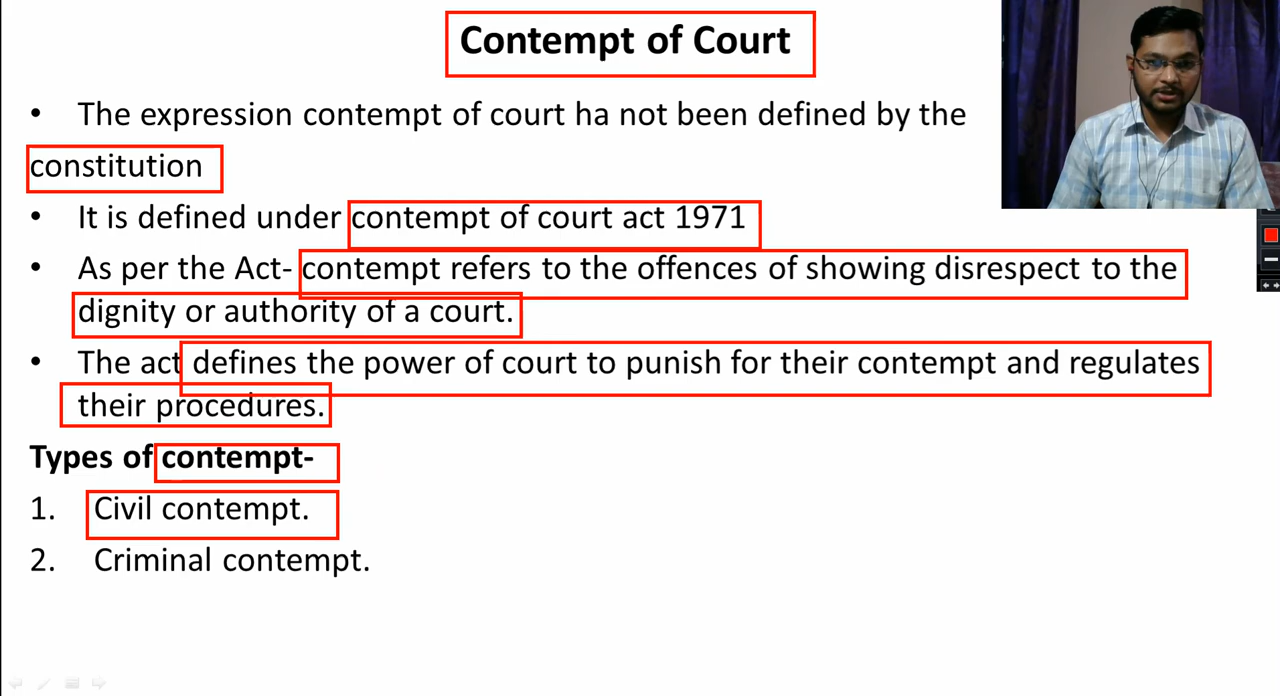 Contempt of Court
• The expression contempt of court ha not been defined by the
constitution
• It is defined under contempt of court act 1971
• As per the Act- contempt refers to the offences of showing disrespect to the
dignity or authority of a court.
• The act defines the power of court to punish for their contempt and regulates
their procedures.
Types of contempt-
1. Civil contempt.
2. Criminal contempt.